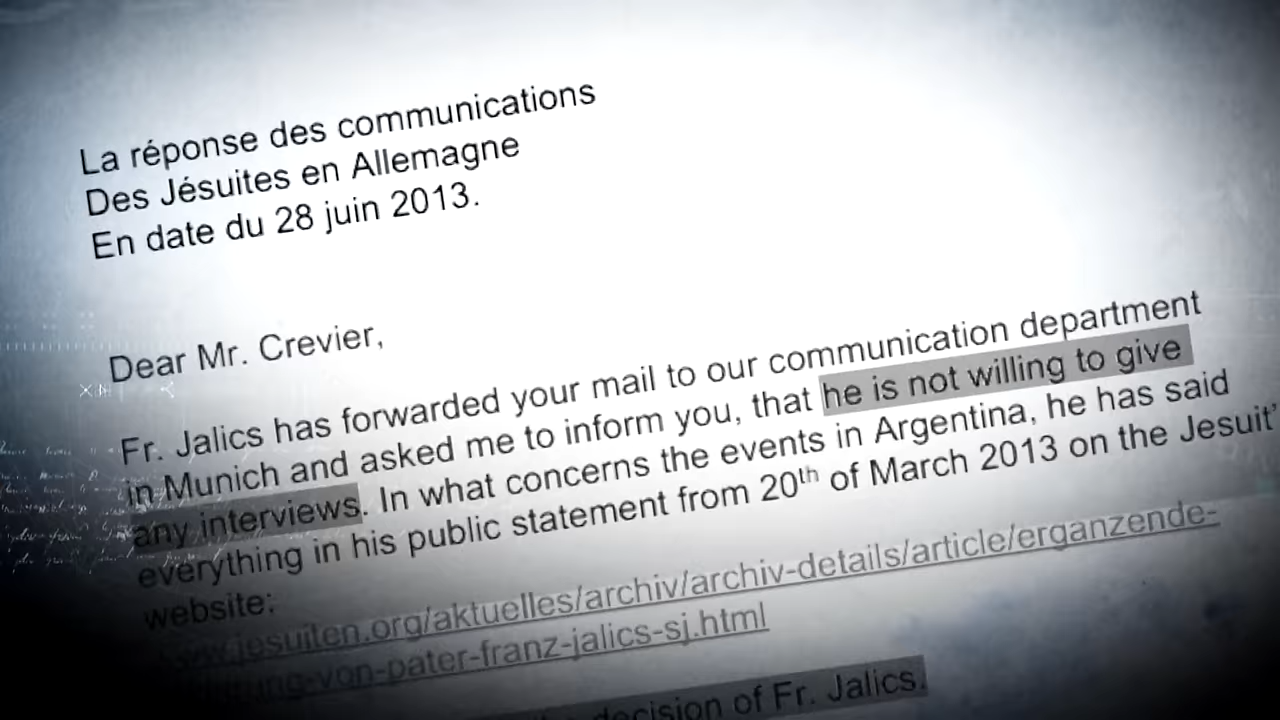 La réponse des communications
Des Jésuites en Allemagne
En date du 28 juin 2013.
Dear Mr. Crevier,
Fr. Jalics has forwarded your mail to our communication department
in Munich and asked me to inform you, that he is not willing to give
any interviews. In what concerns the events in Argentina, he has said
everything in his public statement from 20th of March 2013 on the Jesuit'
website:
www.jesuiten.org/aktuelles/archiv/archiv-details/article/erganzende-
-von-pater-franz-jalics-sj.html
decision of Fr. Jalics.